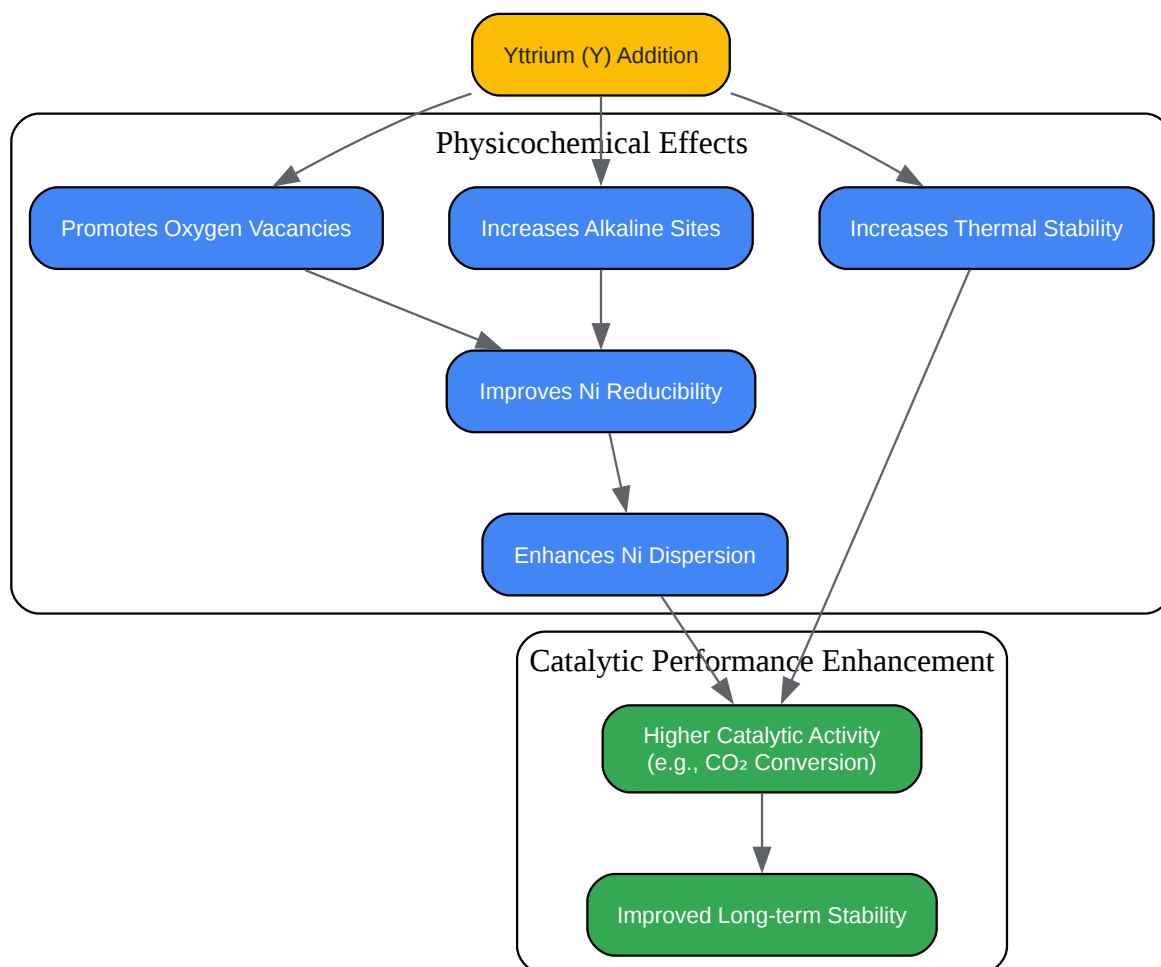 Yttrium (Y) Addition
Physicochemical Effects
Promotes Oxygen Vacancies
Increases Alkaline Sites
Increases Thermal Stability
Improves Ni Reducibility
Enhances Ni Dispersion
Catalytic Performance Enhancement
Higher Catalytic Activity
(e.g., CO₂ Conversion)
Improved Long-term Stability